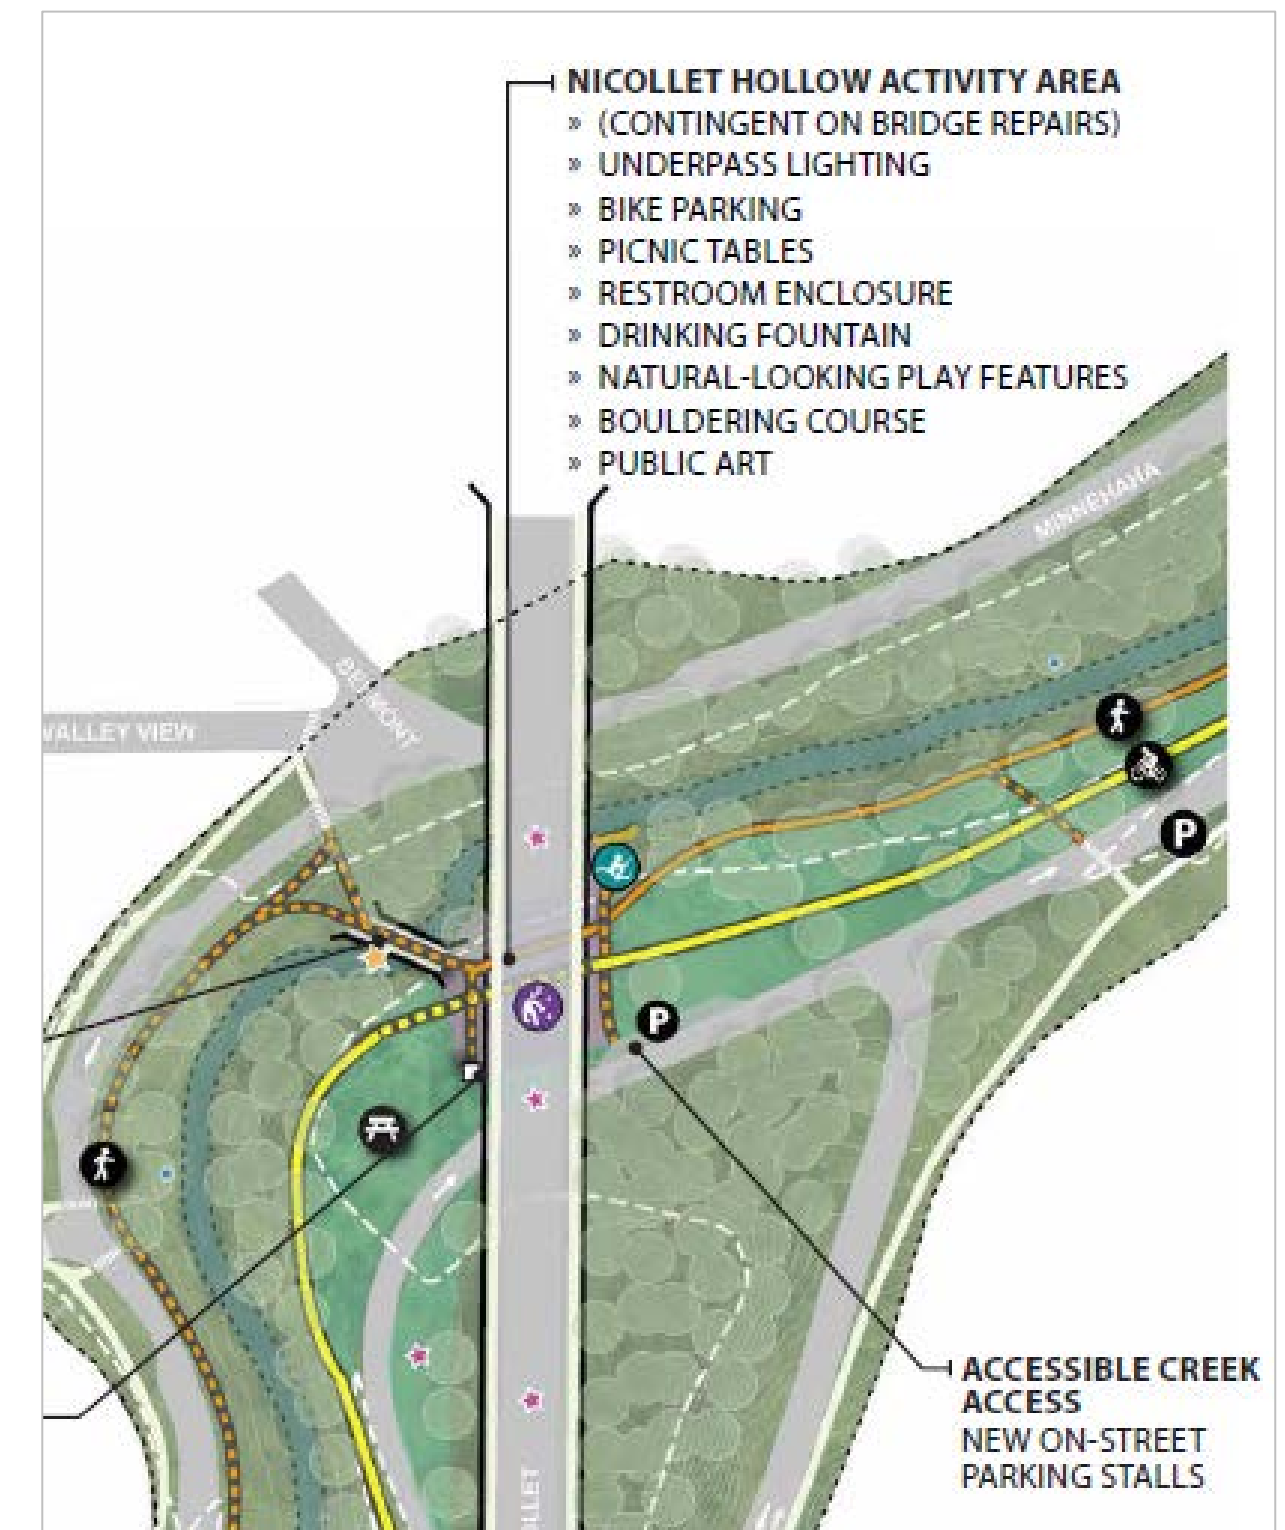 NICOLLET HOLLOW ACTIVITY AREA
» (CONTINGENT ON BRIDGE REPAIRS)
» UNDERPASS LIGHTING
» BIKE PARKING
» PICNIC TABLES
» RESTROOM ENCLOSURE
» DRINKING FOUNTAIN
» NATURAL-LOOKING PLAY FEATURES
» BOULDERING COURSE
» PUBLIC ART
MINNEHAHA
BELMONT
VALLEY VIEW
P
P
ACCESSIBLE CREEK
ACCESS
NEW ON-STREET
PARKING STALLS